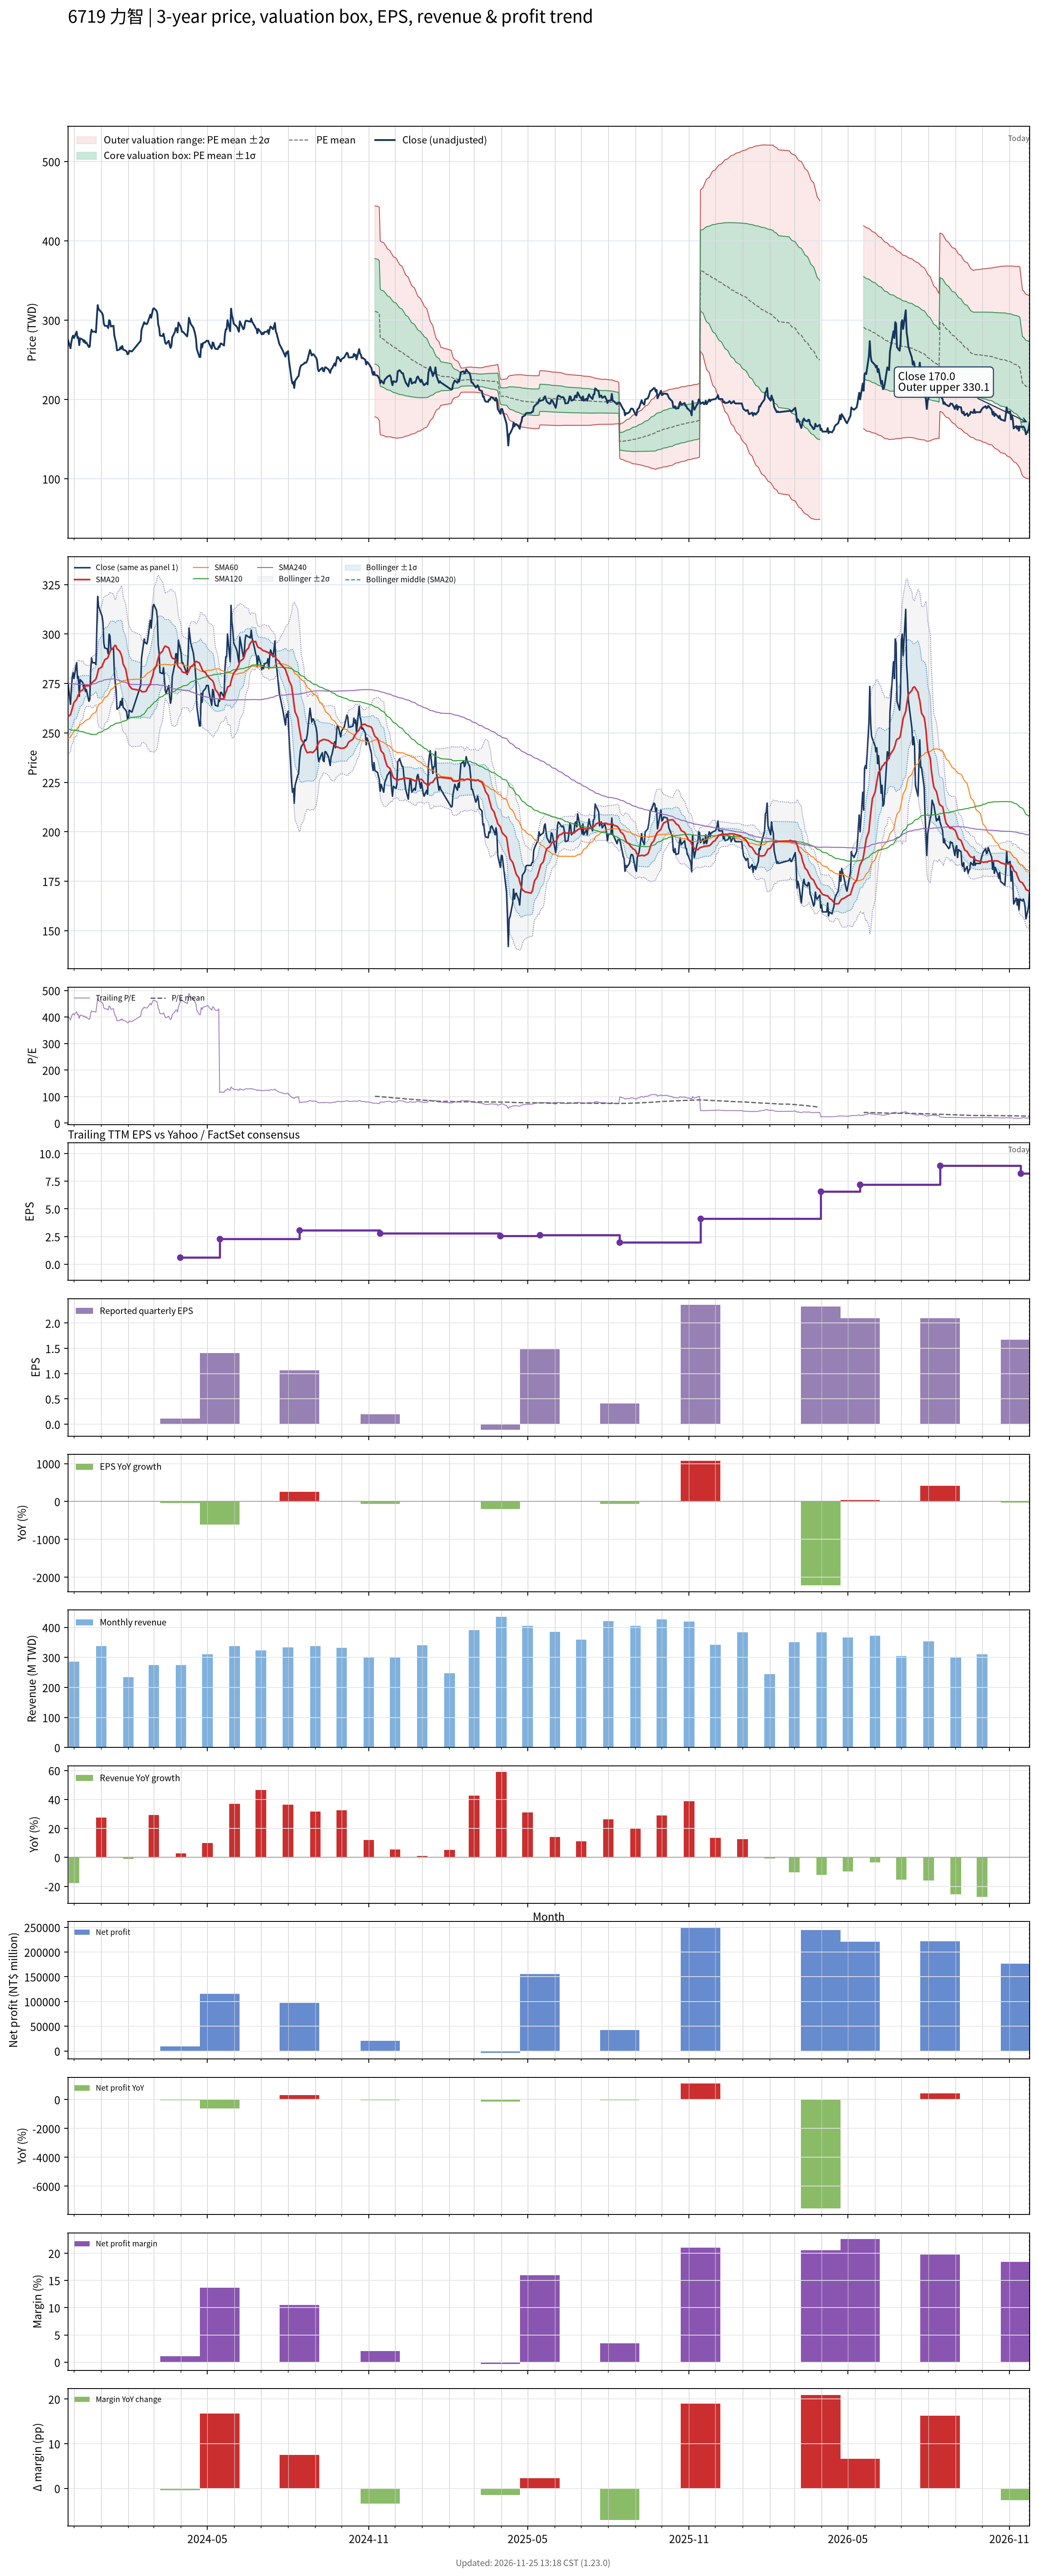 6719 力智 | 3-year price, valuation box, EPS, revenue & profit trend
Outer valuation range: PE mean ±2σ
Core valuation box: PE mean ±1σ
PE mean
Close (unadjusted)
Today
500
400
300
200
100
Price (TWD)
Close 170.0
Outer upper 330.1
Close (same as panel 1)
SMA20
SMA60
SMA120
SMA240
Bollinger ±2σ
Bollinger ±1σ
Bollinger middle (SMA20)
325
300
275
250
225
200
175
150
Price
Trailing P/E
P/E mean
500
400
300
200
100
0
P/E
Trailing TTM EPS vs Yahoo / FactSet consensus
Today
10.0
7.5
5.0
2.5
0.0
EPS
Reported quarterly EPS
2.0
1.5
1.0
0.5
0.0
EPS
EPS YoY growth
1000
0
-1000
-2000
YoY (%)
Monthly revenue
400
300
200
100
0
Revenue (M TWD)
Revenue YoY growth
60
40
20
0
-20
YoY (%)
Month
Net profit
250000
200000
150000
100000
50000
0
Net profit (NT$ million)
Net profit YoY
0
-2000
-4000
-6000
YoY (%)
Net profit margin
20
15
10
5
0
Margin (%)
Margin YoY change
20
10
0
Δ margin (pp)
2024-05
2024-11
2025-05
2025-11
2026-05
2026-11
Updated: 2026-11-25 13:18 CST (1.23.0)